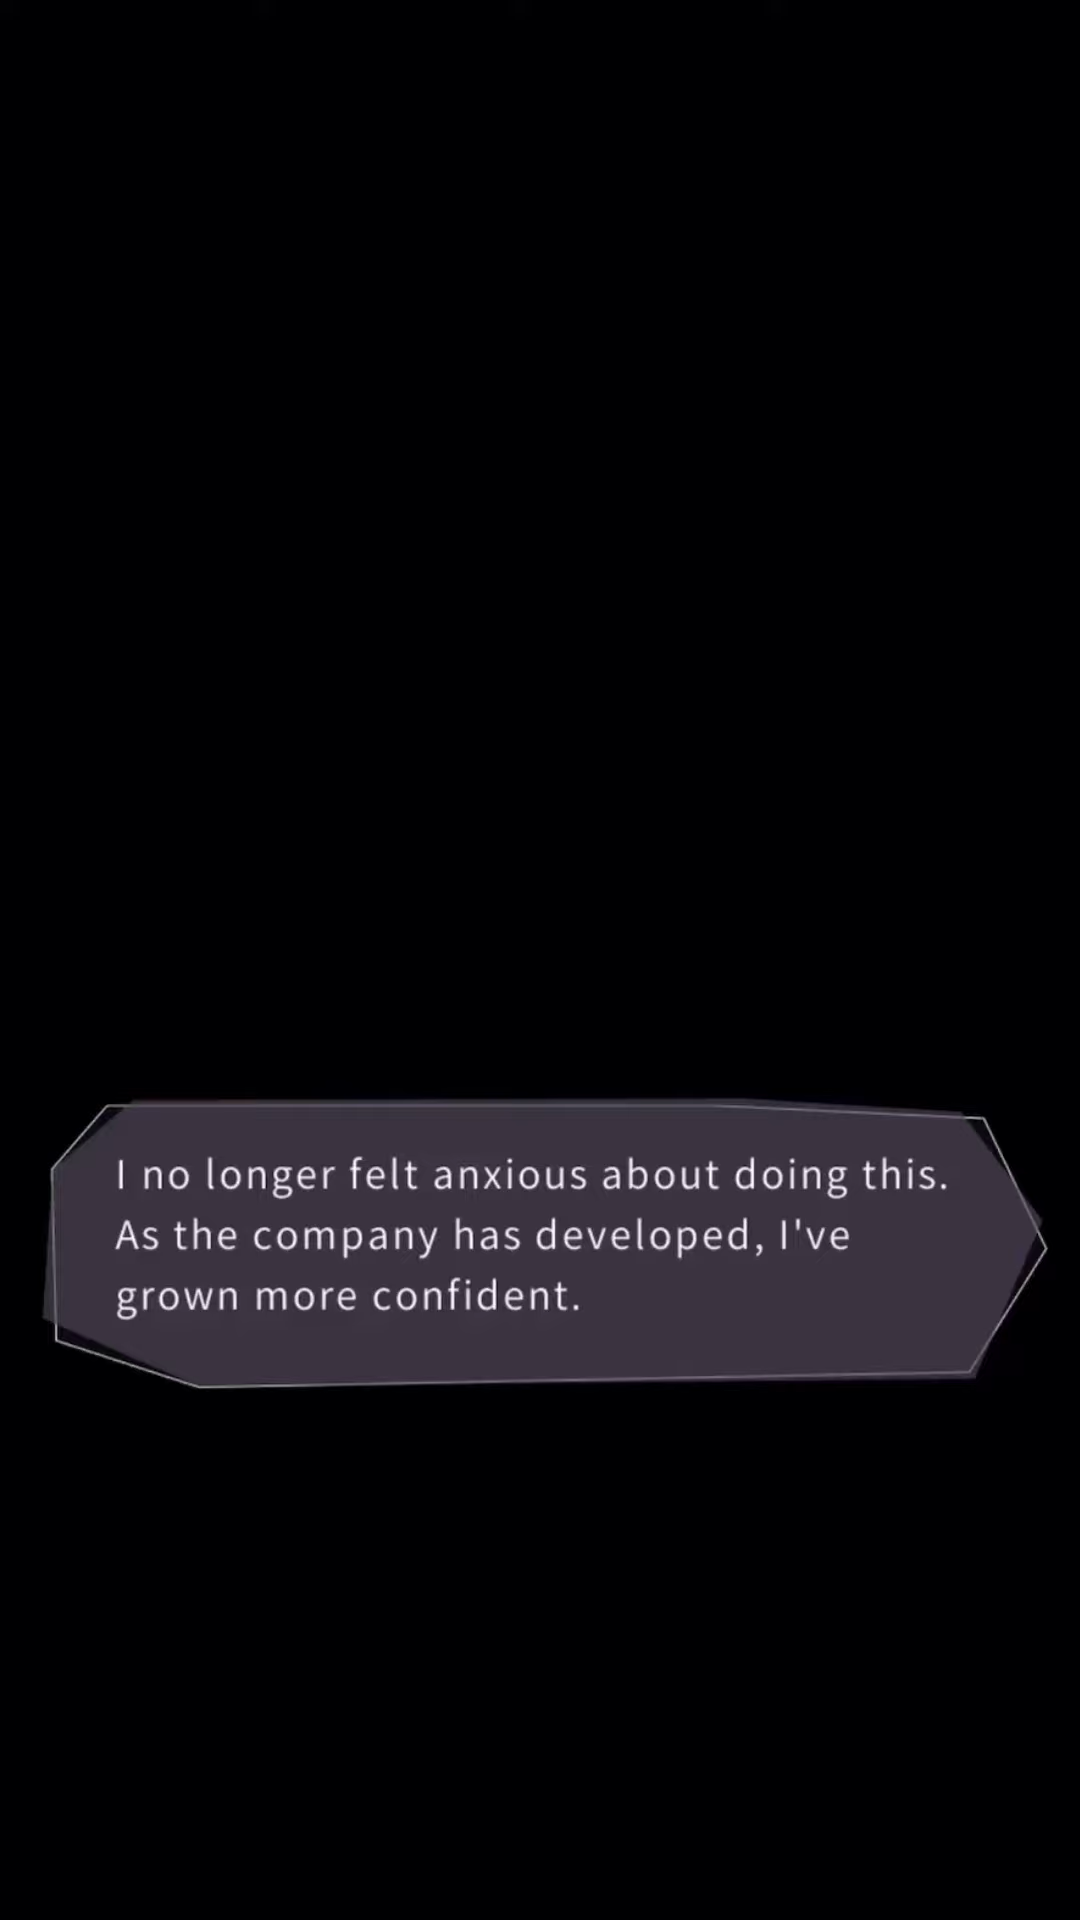 I no longer felt anxious about doing this.
As the company has developed, I've
grown more confident.